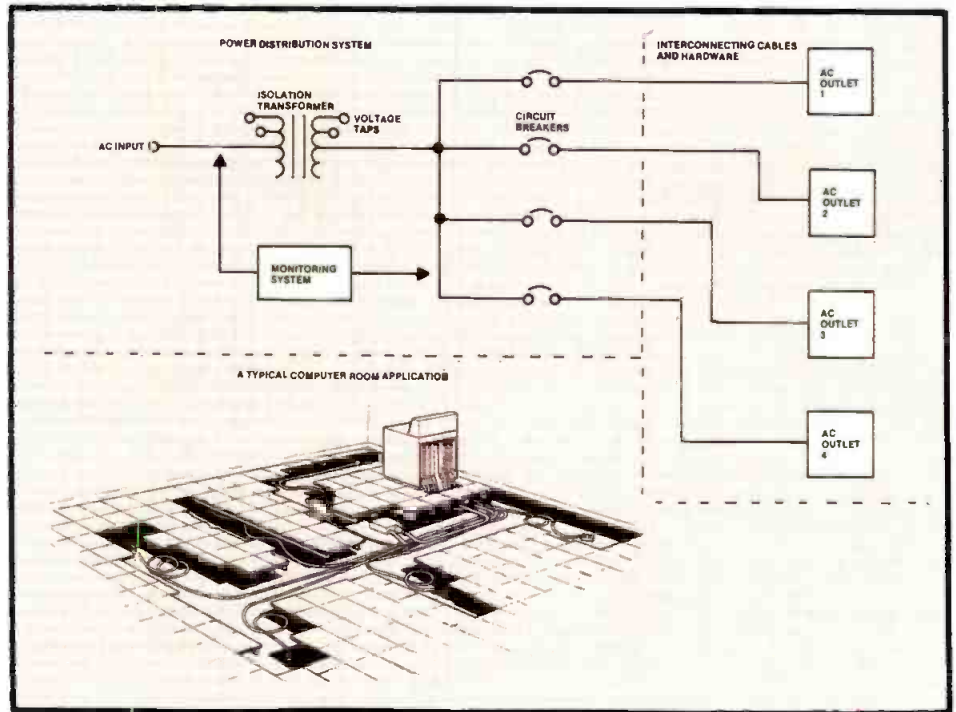 POWER DISTRIBUTION SYSTEM
ISOLATION
TRANSFORMER
VOLTAGE
TAPS
AC INPUT
MONITORING
SYSTEM
CIRCUIT
BREAKERS
INTERCONNECTING CABLES
AND HARDWARE
AC
OUTLET
1
AC
OUTLET
2
AC
OUTLET
3
AC
OUTLET
4
A TYPICAL COMPUTER ROOM APPLICATION